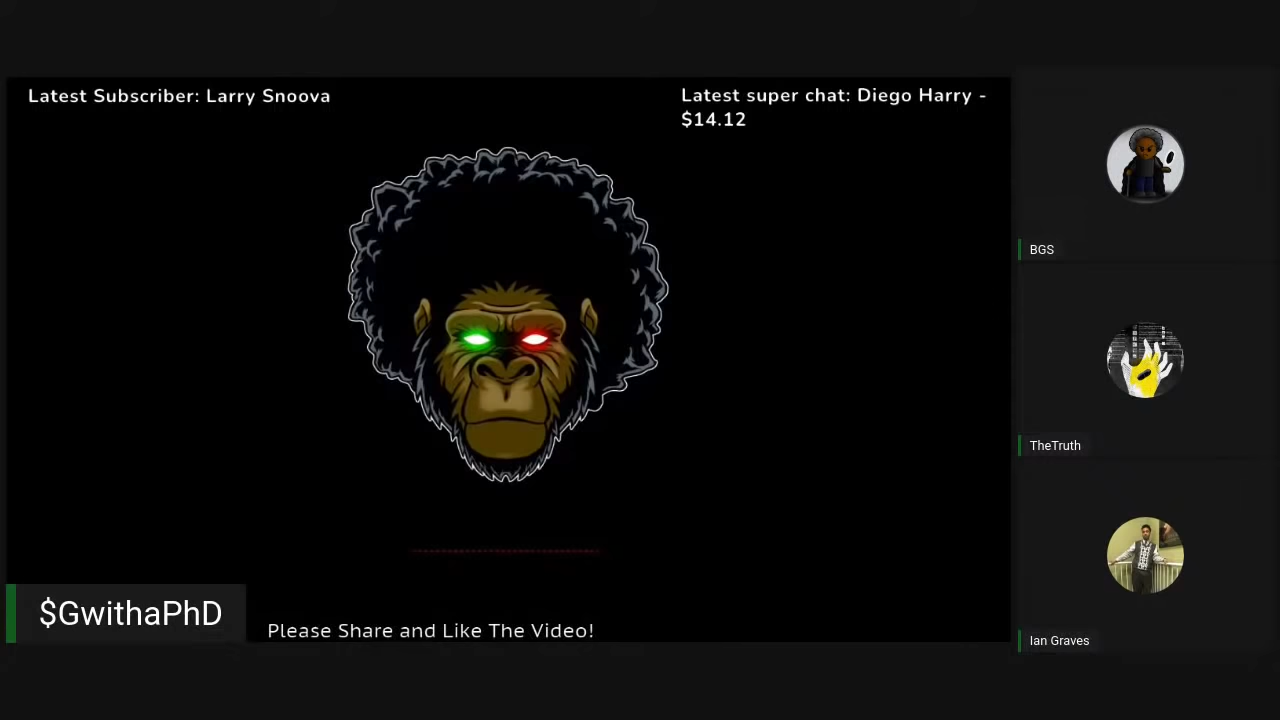 Latest Subscriber: Larry Snoova
Latest super chat: Diego Harry -
$14.12
BGS
TheTruth
Ian Graves
$GwithaPhD
Please Share and Like The Video!